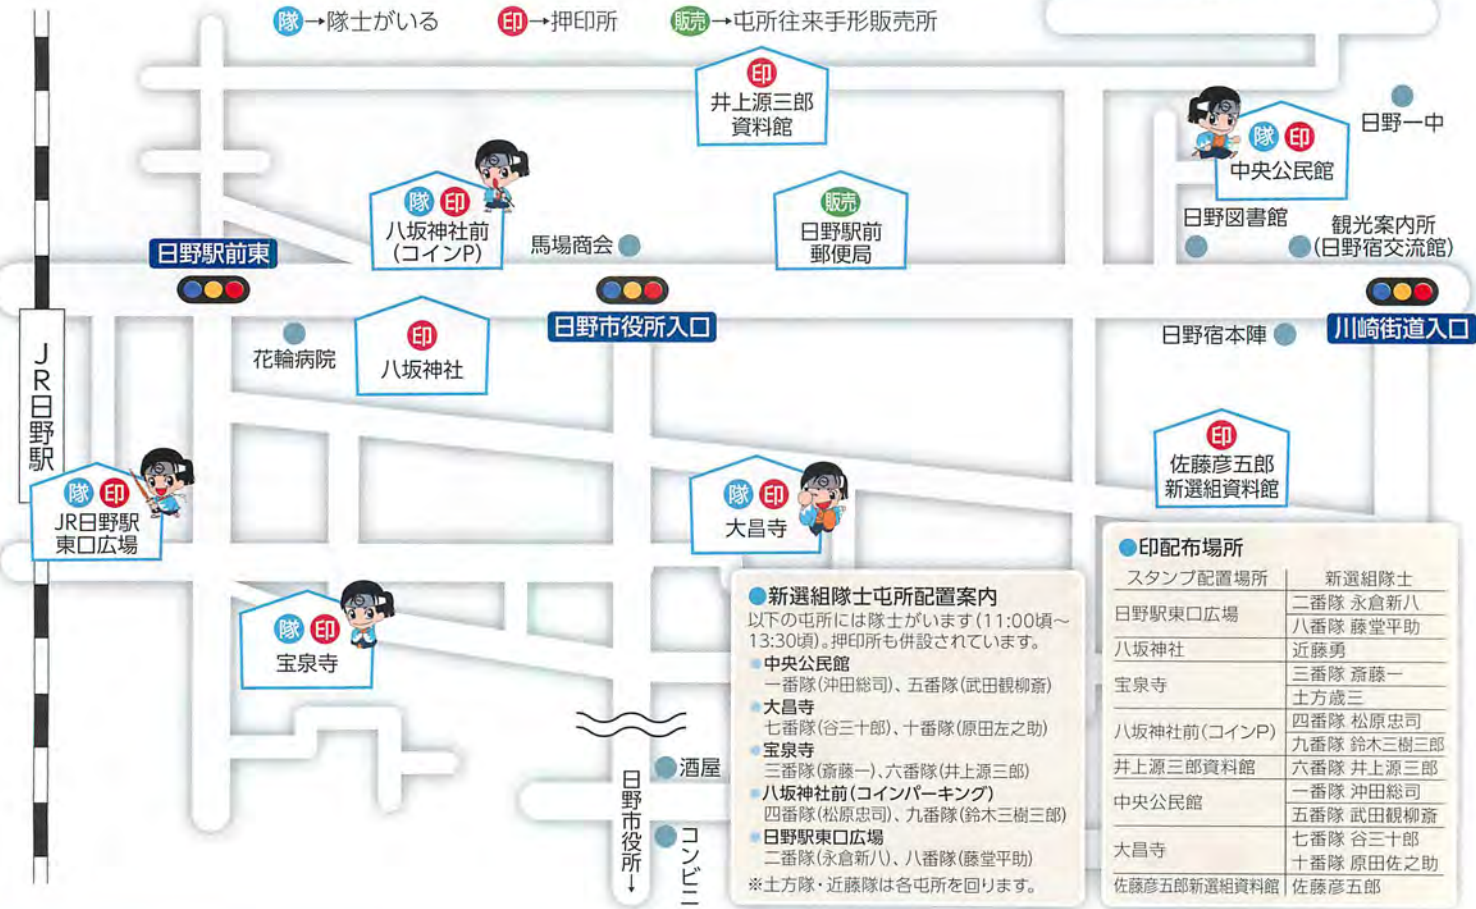 隊→隊士がいる 印→押印所 販売→屯所往来手形販売所
印
井上源三郎
資料館
日野一中
隊 印
中央公民館
隊 印
八坂神社前
(コインP)
販売
日野駅前
郵便局
日野図書館
観光案内所
(日野宿交流館)
馬場商会
日野駅前東
日野市役所入口
川崎街道入口
日野宿本陣
花輪病院
印
八坂神社
JR日野駅
印
佐藤彦五郎
新選組資料館
隊 印
JR日野駅
東口広場
隊 印
大昌寺
隊 印
宝泉寺
酒屋
コンビニ
日野市役所↓
●新選組隊士屯所配置案内
以下の屯所には隊士がいます(11:00頃~
13:30頃)。押印所も併設されています。
中央公民館
一番隊(沖田総司)、五番隊(武田観柳斎)
大昌寺
七番隊(谷三十郎)、十番隊(原田左之助)
宝泉寺
三番隊(斎藤一)、六番隊(井上源三郎)
八坂神社前(コインパーキング)
四番隊(松原忠司)、九番隊(鈴木三樹三郎)
日野駅東口広場
二番隊(永倉新八)、八番隊(藤堂平助)
※土方隊・近藤隊は各屯所を回ります。
●印配布場所
スタンプ配置場所 新選組隊士
日野駅東口広場 二番隊 永倉新八
八番隊 藤堂平助
八坂神社 近藤勇
宝泉寺 三番隊 斎藤一
土方歳三
八坂神社前(コインP) 四番隊 松原忠司
九番隊 鈴木三樹三郎
井上源三郎資料館 六番隊 井上源三郎
中央公民館 一番隊 沖田総司
五番隊 武田観柳斎
大昌寺 七番隊 谷三十郎
十番隊 原田佐之助
佐藤彦五郎新選組資料館 佐藤彦五郎